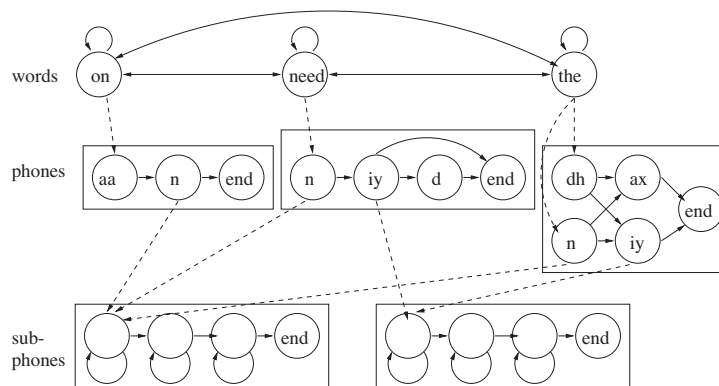 words on need the
phones aa n end n iy d end dh ax
end
n iy
sub-
phones end end